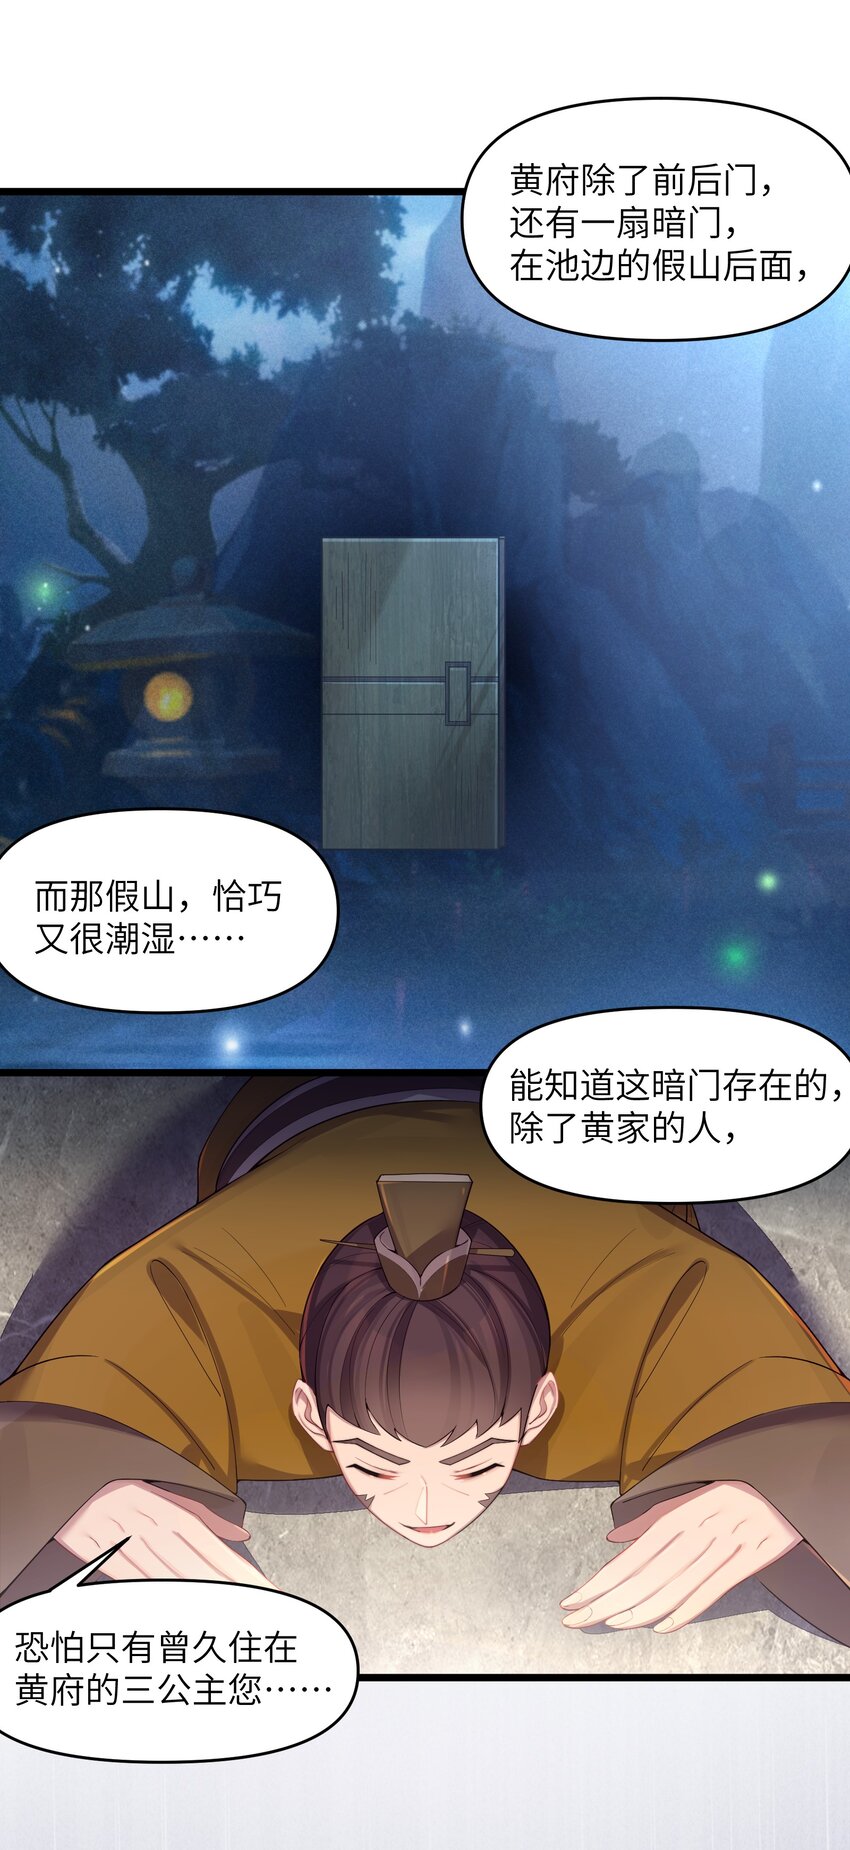 黄府除了前后门，
还有一扇暗门，
在池边的假山后面，
而那假山，恰巧
又很潮湿……
能知道这暗门存在的，
除了黄家的人，
恐怕只有曾久住在
黄府的三公主您……